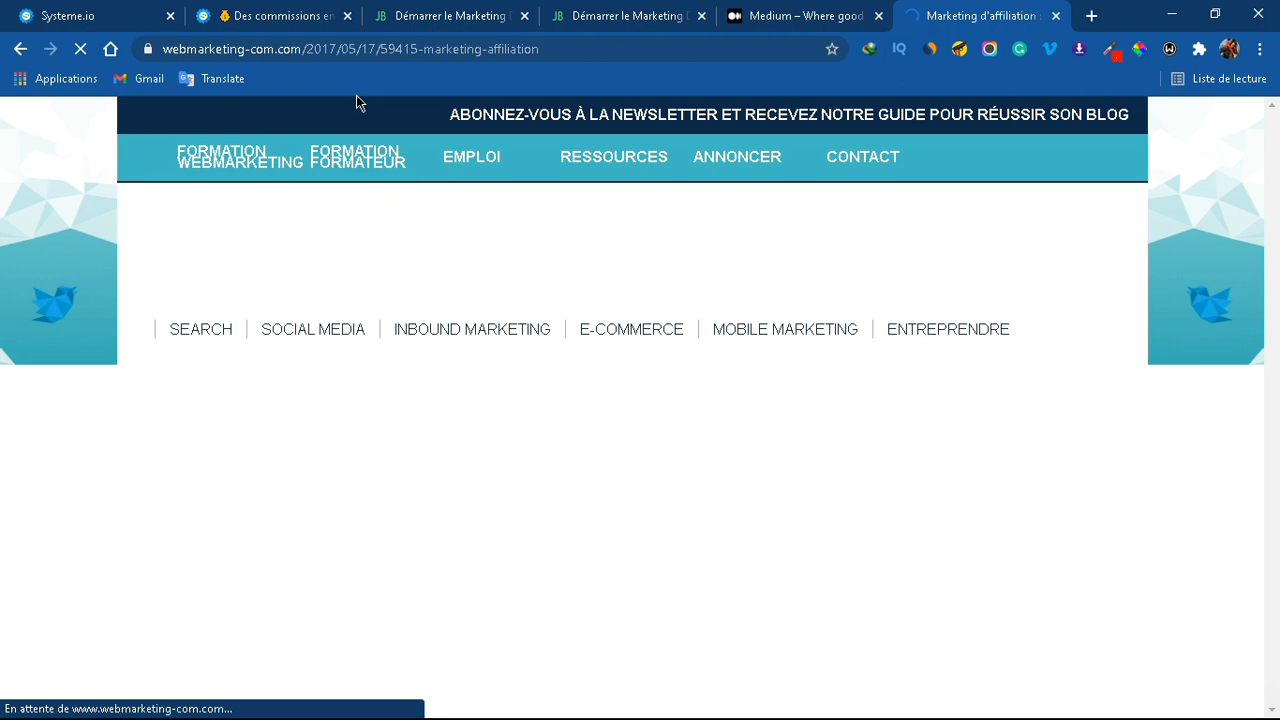 Systeme.io
Des commissions en
Démarrer le Marketing D
Démarrer le Marketing D
Medium – Where good
Marketing d'affiliation :
webmarketing-com.com/2017/05/17/59415-marketing-affiliation
Applications
Gmail
Translate
Liste de lecture
ABONNEZ-VOUS À LA NEWSLETTER ET RECEVEZ NOTRE GUIDE POUR RÉUSSIR SON BLOG
FORMATION WEBMARKETING
FORMATION FORMATEUR
EMPLOI
RESSOURCES
ANNONCER
CONTACT
SEARCH
SOCIAL MEDIA
INBOUND MARKETING
E-COMMERCE
MOBILE MARKETING
ENTREPRENDRE
En attente de www.webmarketing-com.com...